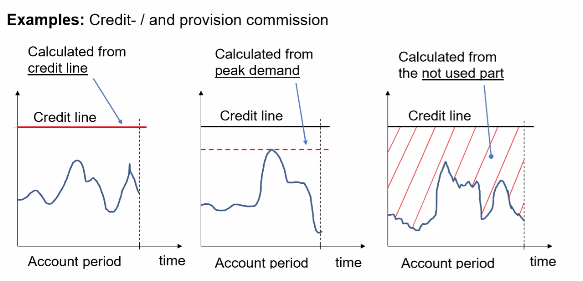 Examples: Credit- / and provision commission
Calculated from
credit line
Credit line
Account period
time
Calculated from
peak demand
Credit line
Account period
time
Calculated from
the not used part
Credit line
Account period
time